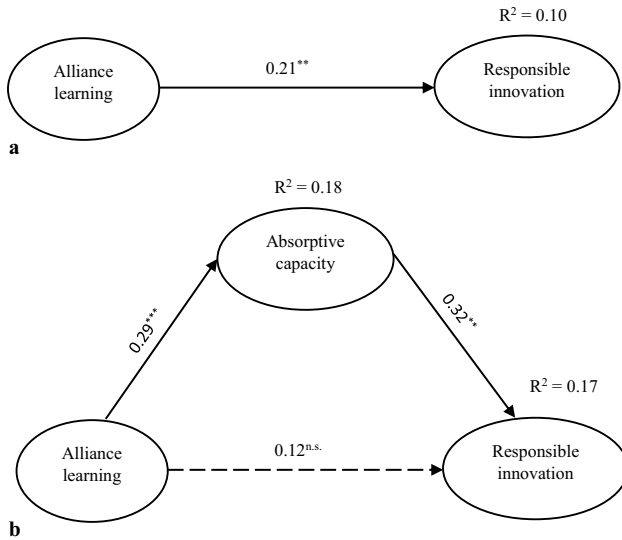 R² = 0.10
Alliance
learning
0.21**
Responsible
innovation
a
R² = 0.18
Absorptive
capacity
0.29***
0.32**
R² = 0.17
Alliance
learning
0.12n.s.
Responsible
innovation
b